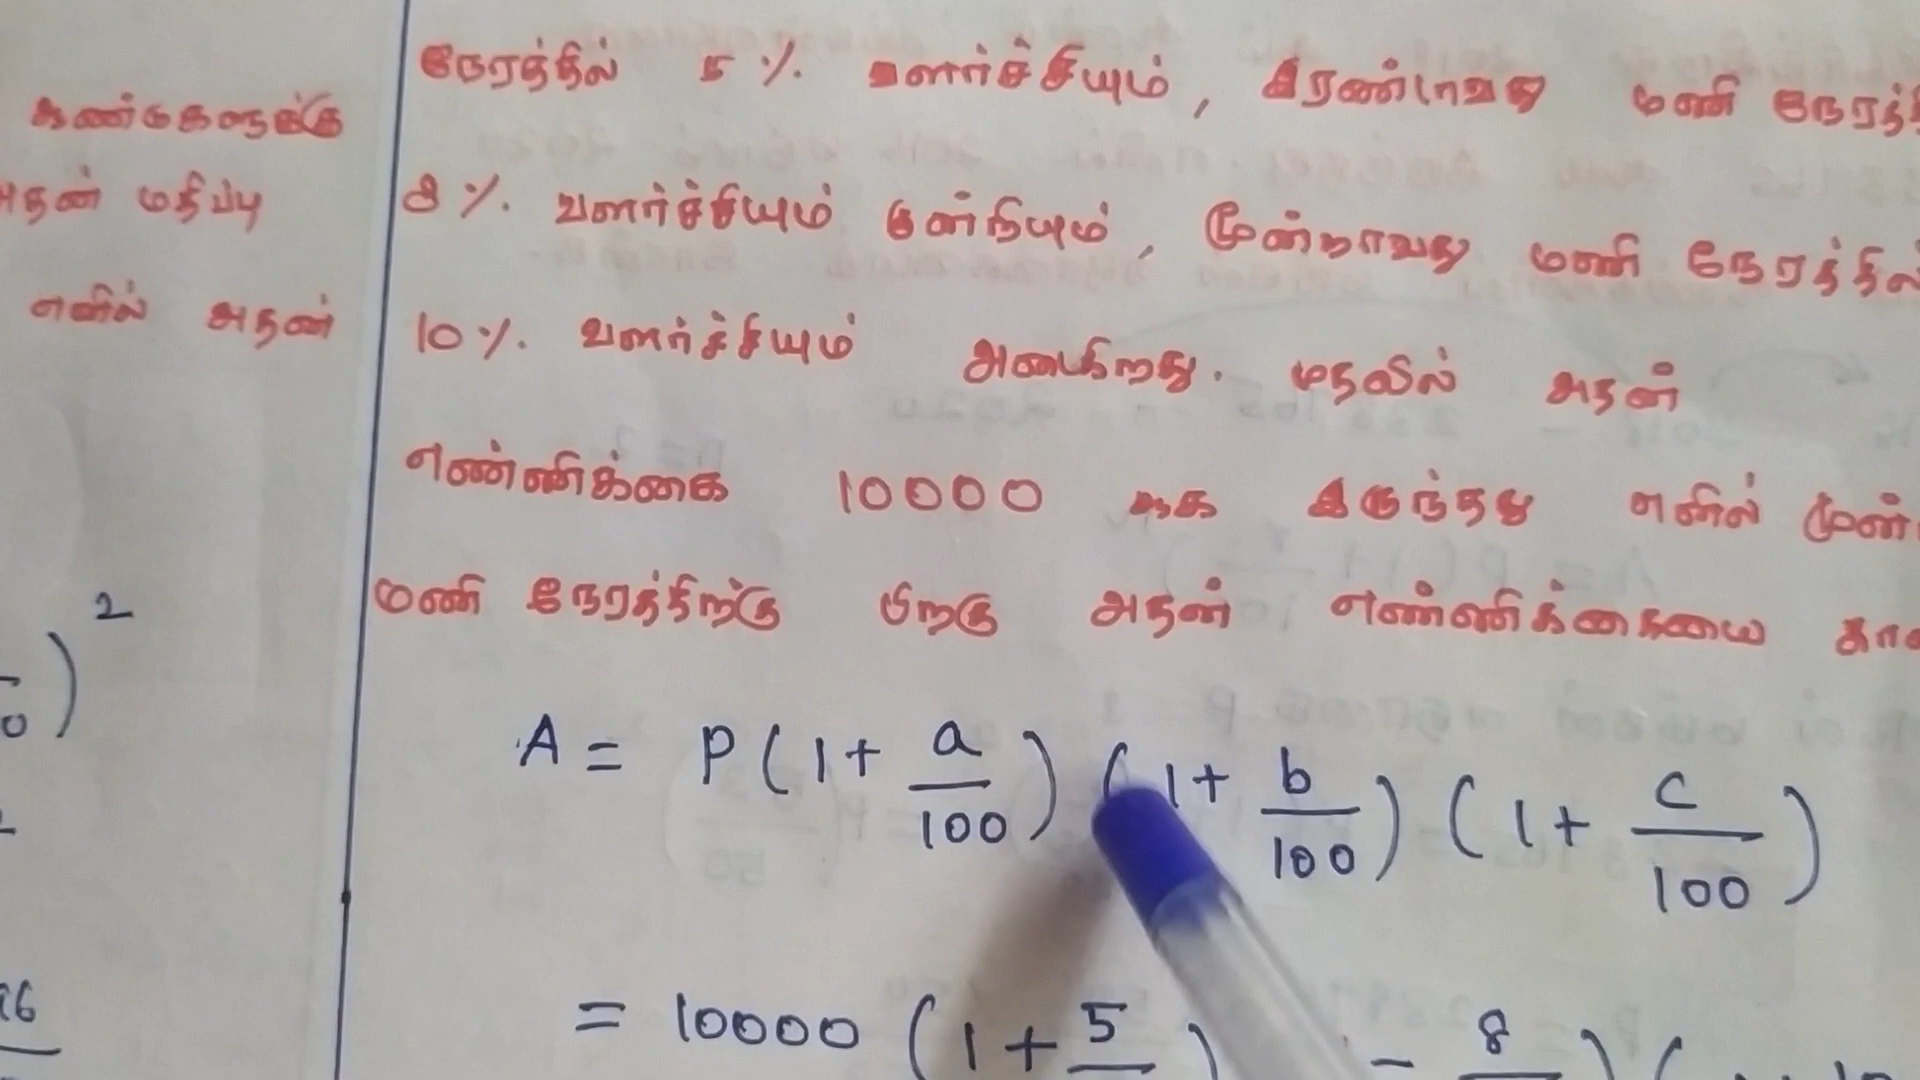 கண்டுகளுக்கு
அதன் மதிப்பு
எனில் அதன்
)²
நேரத்தில் 5 %. வளர்ச்சியும் , இரண்டாவது மணி
8 %. வளர்ச்சியும் குன்றியும் , மூன்றாவது மணி நேரத்தில்
10 %. வளர்ச்சியும் அடைகிறது. முதலில் அதன்
எண்ணிக்கை 10000 ஆக இருந்தது எனில்
மணி நேரத்திற்கு பிறகு அதன் எண்ணிக்கையை
A = P(1+ a/100) (1+ b/100) (1+ c/100)
= 10000 (1+ 5 ) - 8 ) (